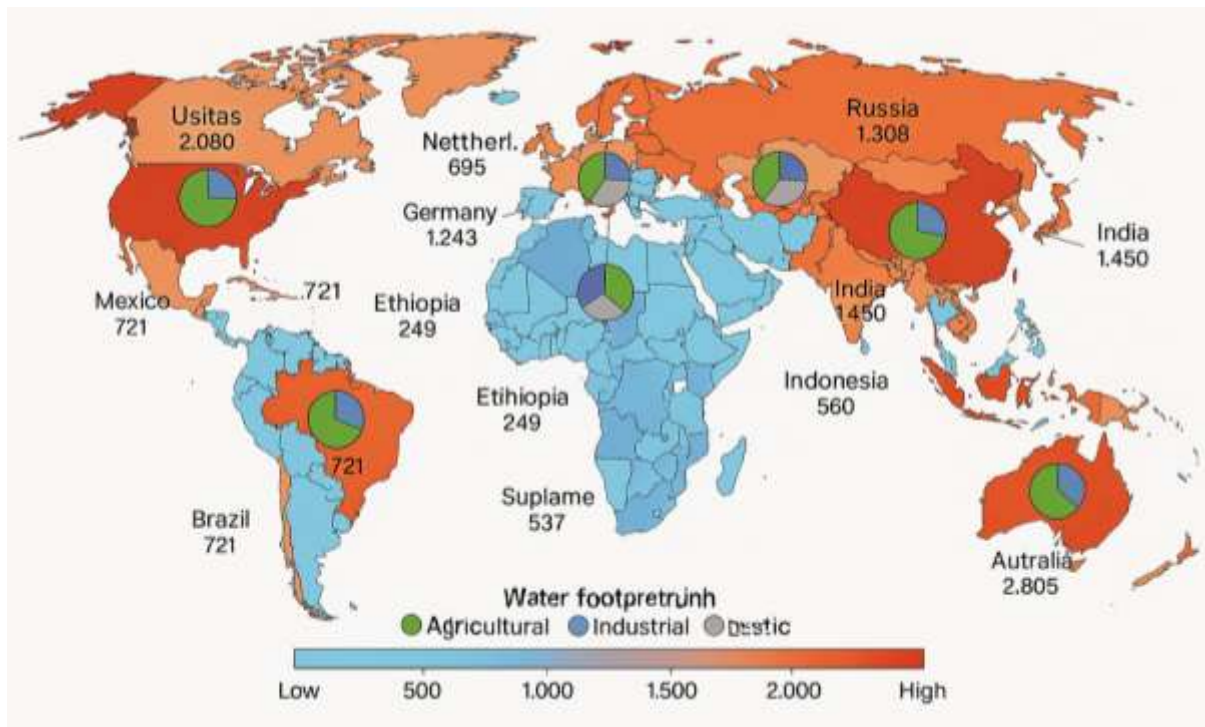 Usitas
2.080
Russia
1.308
Nettherl.
695
Germany
1.243
India
1.450
India
1450
Mexico
721
.721
Ethiopia
249
Indonesia
560
Etihiopia
249
721
Suplame
537
Brazil
721
Autralia
2.805
Water footpretrunh
Agricultural Industrial
Low 500 1.000 1.500 2.000 High